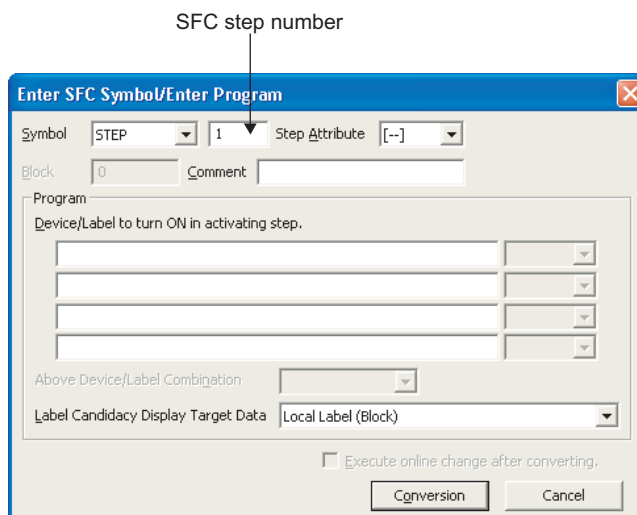 SFC step number
Enter SFC Symbol/Enter Program
Symbol STEP 1 Step Attribute [--]
Block 0 Comment
Program
Device/Label to turn ON in activating step.
Above Device/Label Combination
Label Candidacy Display Target Data Local Label (Block)
Execute online change after converting.
Conversion Cancel